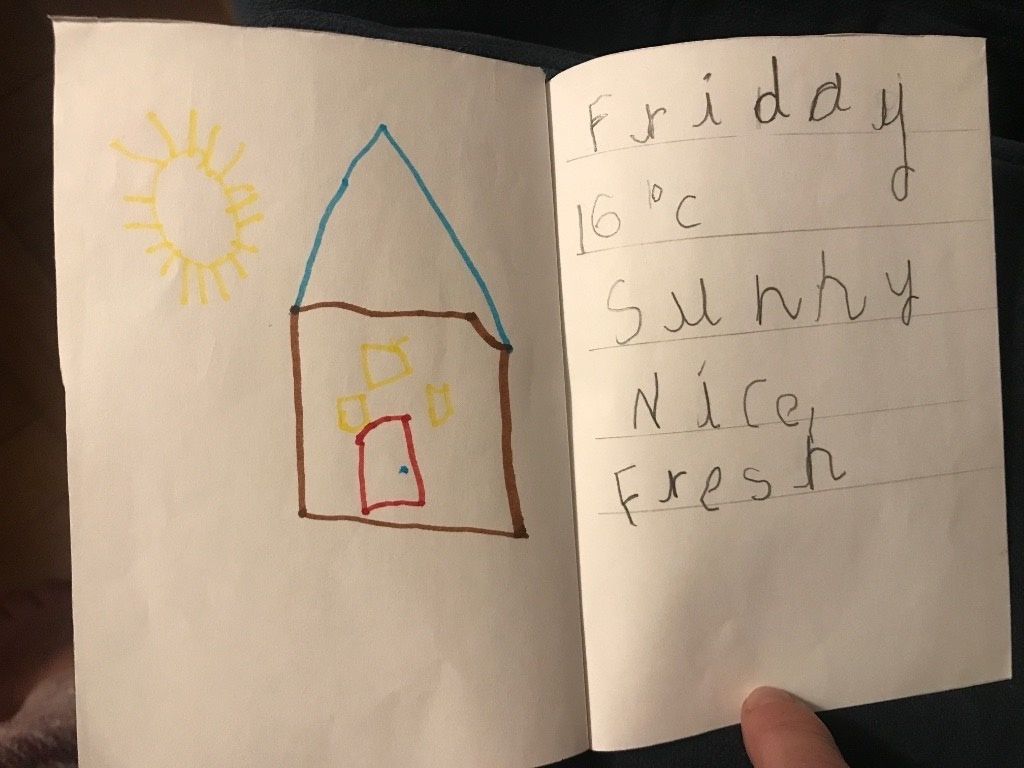 Friday
16 °C
Sunny
Nice,
Fresh